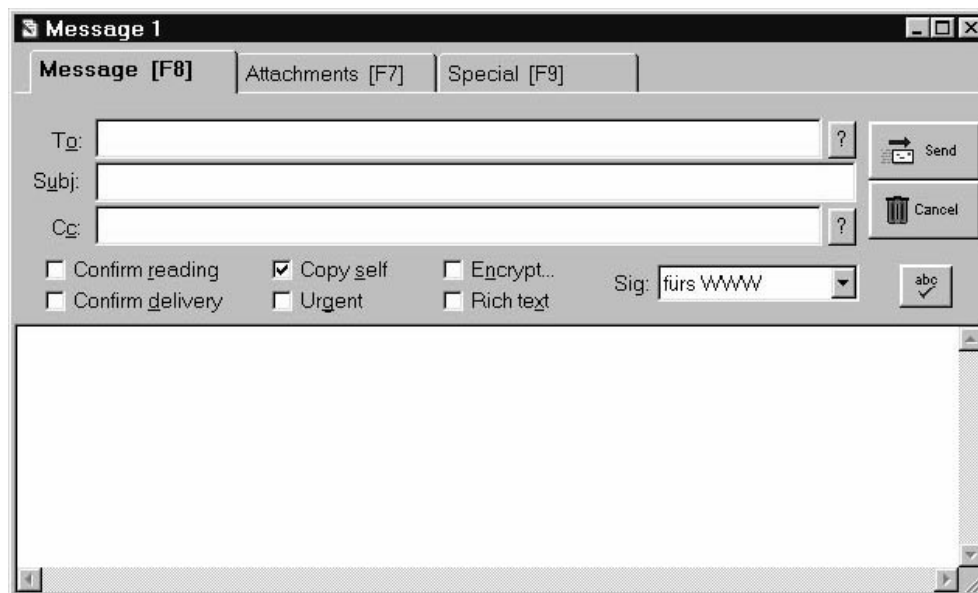 Message 1
Message [F8] Attachments [F7] Special [F9]
To: ?
Send
Subj:
Cancel
Cc: ?
Confirm reading Copy self Encrypt...
Sig: fürs WWW abc
Confirm delivery Urgent Rich text